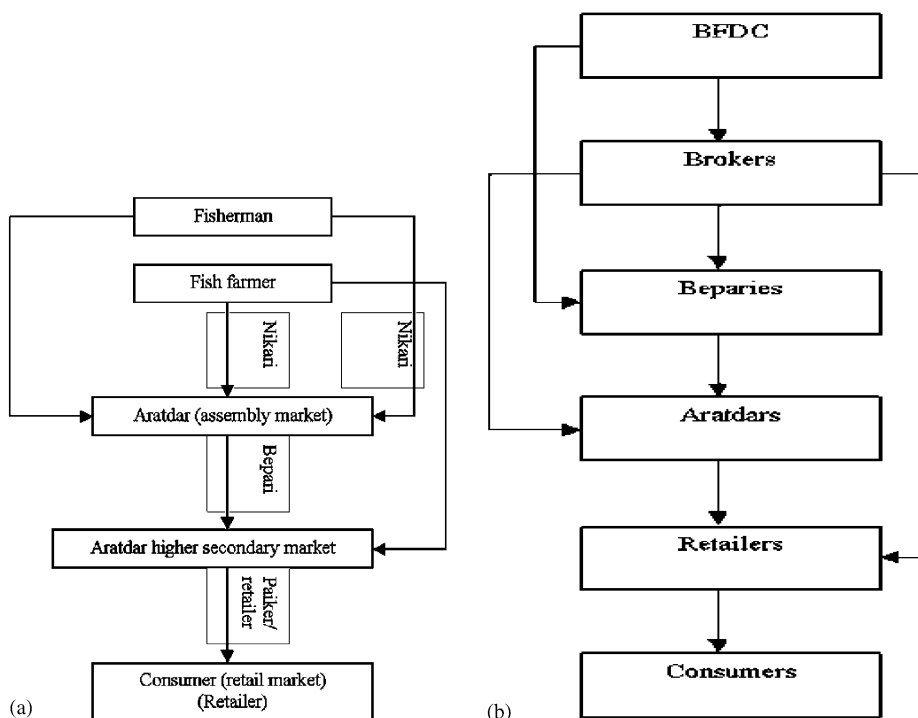 Fisherman
Fish farmer
Nikari
Nikari
Aratdar (assembly market)
Bepari
Aratdar higher secondary market
Paiker/
retailer
Consumer (retail market)
(Retailer)
(a)
BFDC
Brokers
Beparies
Aratdars
Retailers
Consumers
(b)